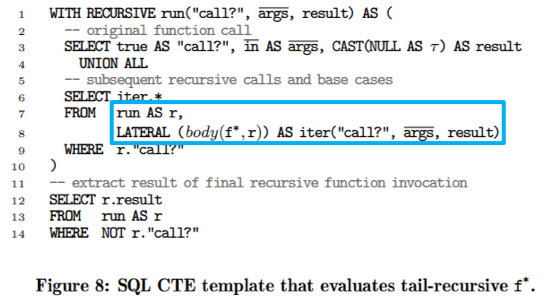 1 WITH RECURSIVE run("call?", args, result) AS (
2 -- original function call
3 SELECT true AS "call?", in AS args, CAST(NULL AS τ) AS result
4 UNION ALL
5 -- subsequent recursive calls and base cases
6 SELECT iter.*
7 FROM run AS r,
8 LATERAL (body(f*,r)) AS iter("call?", args, result)
9 WHERE r."call?"
10 )
11 -- extract result of final recursive function invocation
12 SELECT r.result
13 FROM run AS r
14 WHERE NOT r."call?"
Figure 8: SQL CTE template that evaluates tail-recursive f*.